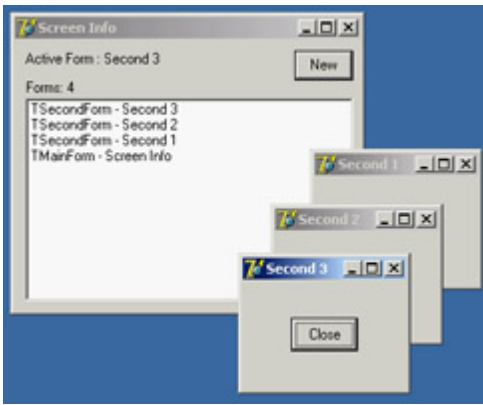 Screen Info
Active Form : Second 3
New
Forms: 4
TSecondForm - Second 3
TSecondForm - Second 2
TSecondForm - Second 1
TMainForm - Screen Info
Second 1
Second 2
Second 3
Close